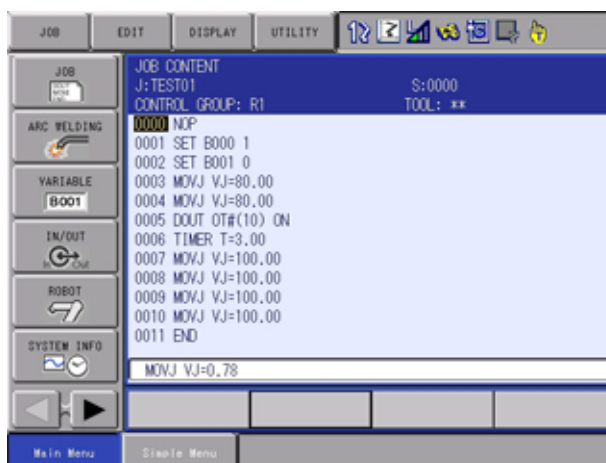 JOB EDIT DISPLAY UTILITY
JOB
ARC WELDING
VARIABLE
B001
IN/OUT
In Out
ROBOT
SYSTEM INFO
JOB CONTENT
J:TEST01 S:0000
CONTROL GROUP: R1 TOOL: **
0000 NOP
0001 SET B000 1
0002 SET B001 0
0003 MOVJ VJ=80.00
0004 MOVJ VJ=80.00
0005 DOUT OT#(10) ON
0006 TIMER T=3.00
0007 MOVJ VJ=100.00
0008 MOVJ VJ=100.00
0009 MOVJ VJ=100.00
0010 MOVJ VJ=100.00
0011 END
MOVJ VJ=0.78
Main Menu Simple Menu